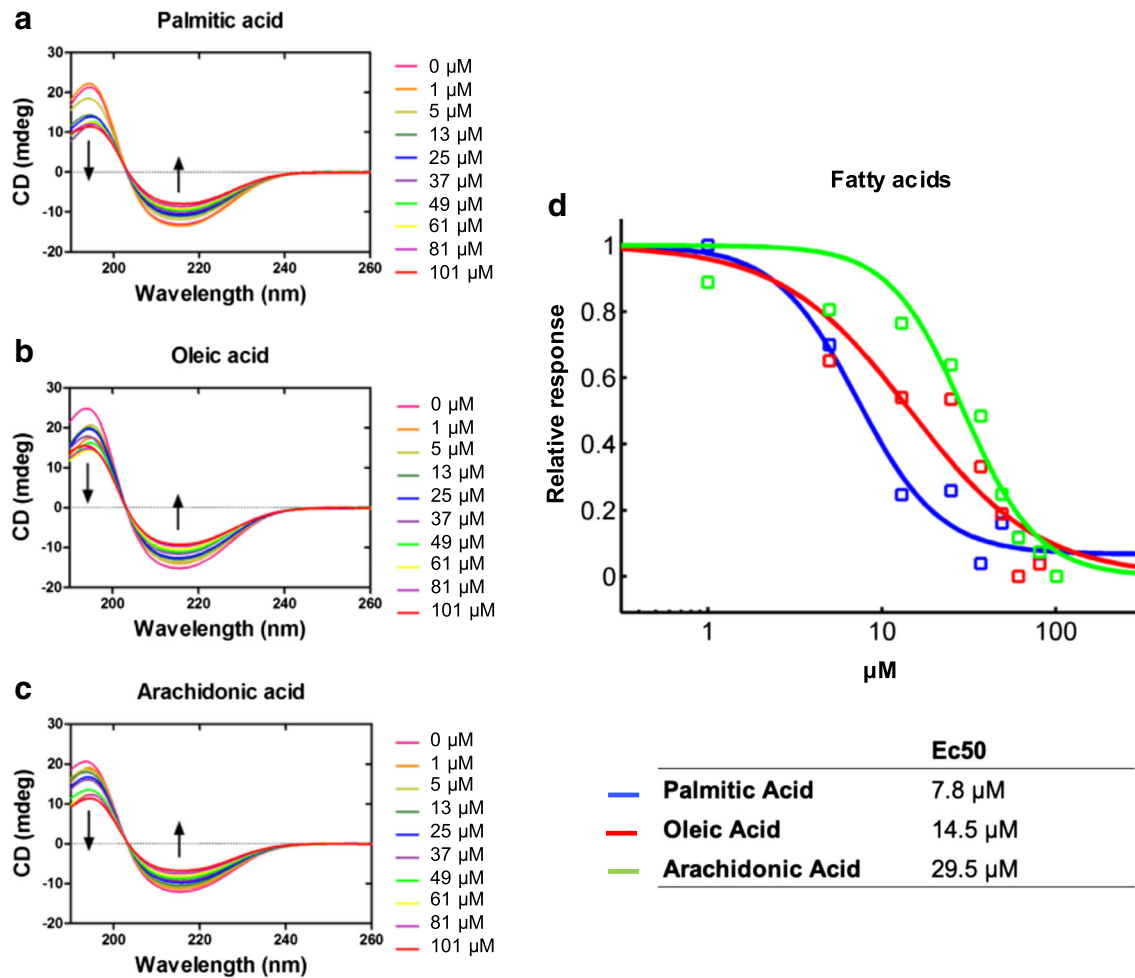 a
Palmitic acid
30
20
10
0
-10
-20
CD (mdeg)
200
220
240
260
Wavelength (nm)
0 µM
1 µM
5 µM
13 µM
25 µM
37 µM
49 µM
61 µM
81 µM
101 µM
b
Oleic acid
30
20
10
0
-10
-20
CD (mdeg)
200
220
240
260
Wavelength (nm)
0 µM
1 µM
5 µM
13 µM
25 µM
37 µM
49 µM
61 µM
81 µM
101 µM
c
Arachidonic acid
30
20
10
0
-10
-20
CD (mdeg)
200
220
240
260
Wavelength (nm)
0 µM
1 µM
5 µM
13 µM
25 µM
37 µM
49 µM
61 µM
81 µM
101 µM
d
Fatty acids
1
0.8
0.6
0.4
0.2
0
Relative response
1
10
100
µM
Ec50
Palmitic Acid 7.8 µM
Oleic Acid 14.5 µM
Arachidonic Acid 29.5 µM